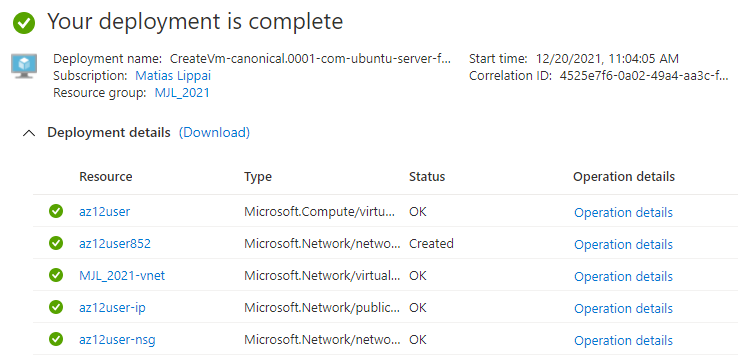 Your deployment is complete
Deployment name: CreateVm-canonical.0001-com-ubuntu-server-f... Start time: 12/20/2021, 11:04:05 AM
Subscription: Matias Lippai Correlation ID: 4525e7f6-0a02-49a4-aa3c-f...
Resource group: MJL_2021
Deployment details (Download)
Resource Type Status Operation details
az12user Microsoft.Compute/virtu... OK Operation details
az12user852 Microsoft.Network/netwo... Created Operation details
MJL_2021-vnet Microsoft.Network/virtual... OK Operation details
az12user-ip Microsoft.Network/public... OK Operation details
az12user-nsg Microsoft.Network/netwo... OK Operation details